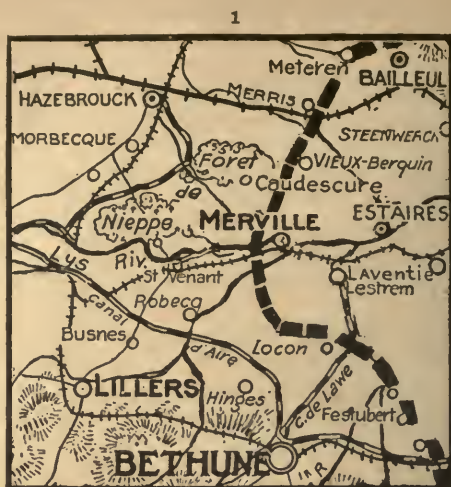 1
Meteren
BAILLEUL
HAZEBROUCK
MERRIS
STEENWERCK
MORBECQUE
Foret
VIEUX-Berquin
de
Caudescure
ESTAIRES
Nieppe
MERVILLE
Lys
Riv.
St Venant
Laventie
Lestrem
Canal
Robecq
Busnes
d'Aire
Locon
C. de Lawe
LILLERS
Hinges
Festubert
BETHUNE